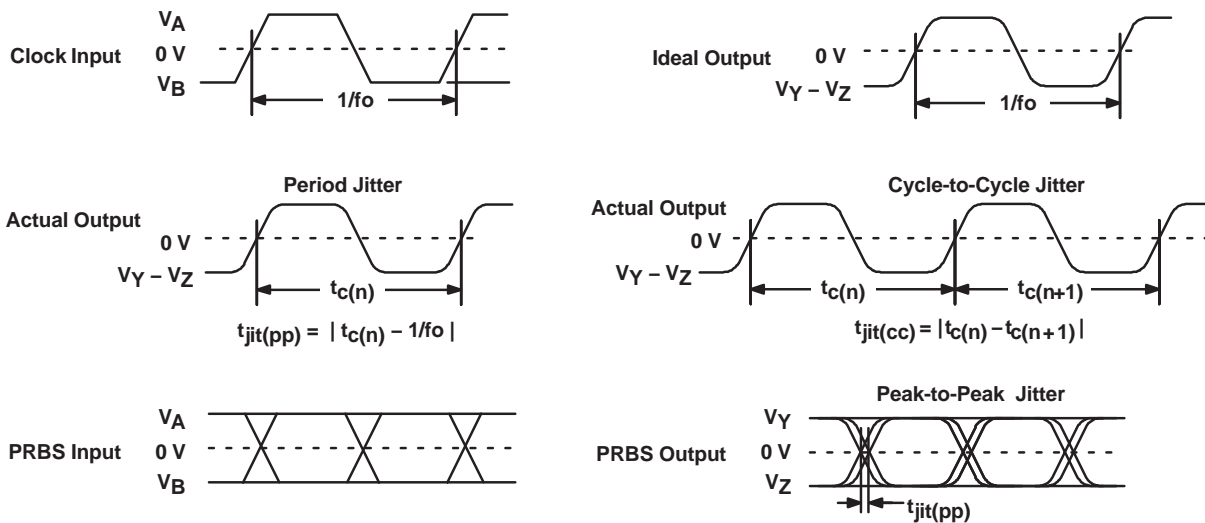 Clock Input
VA
0 V
VB
1/fo
Ideal Output
0 V
VY – VZ
1/fo
Period Jitter
Actual Output
0 V
VY – VZ
tc(n)
tjit(pp) = | tc(n) – 1/fo |
Cycle-to-Cycle Jitter
Actual Output
0 V
VY – VZ
tc(n)
tc(n+1)
tjit(cc) = |tc(n) – tc(n+1)|
PRBS Input
VA
0 V
VB
Peak-to-Peak Jitter
PRBS Output
VY
0 V
VZ
tjit(pp)